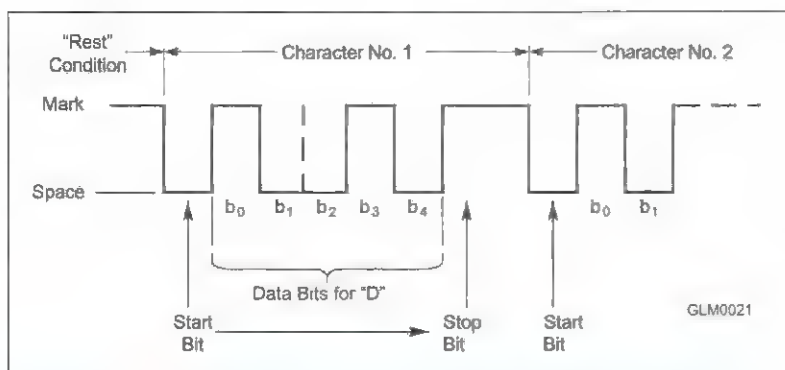 "Rest"
Condition
Character No. 1
Character No. 2
Mark
Space
b0 b1 b2 b3 b4 b0 b1
Data Bits for "D"
GLM0021
Start
Bit
Stop
Bit
Start
Bit